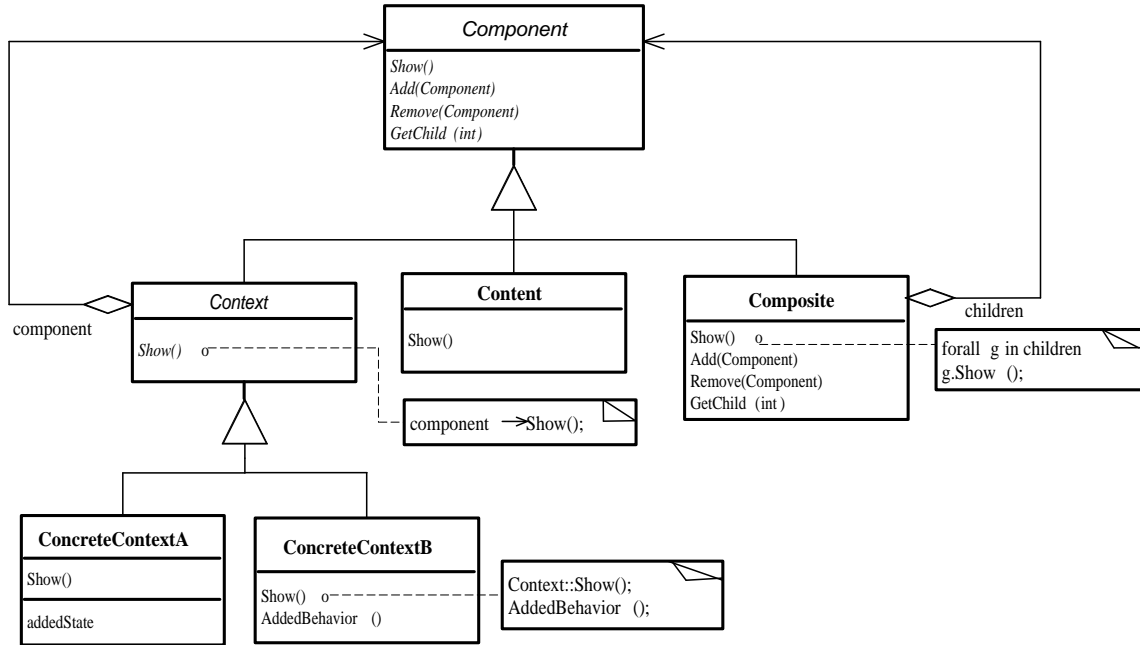 Component
Show()
Add(Component)
Remove(Component)
GetChild (int)
Context
Show() o
component
Content
Show()
Composite
Show() o
Add(Component)
Remove(Component)
GetChild (int )
children
forall g in children
g.Show ();
component Show();
ConcreteContextA
Show()
addedState
ConcreteContextB
Show() o
AddedBehavior ()
Context::Show();
AddedBehavior ();